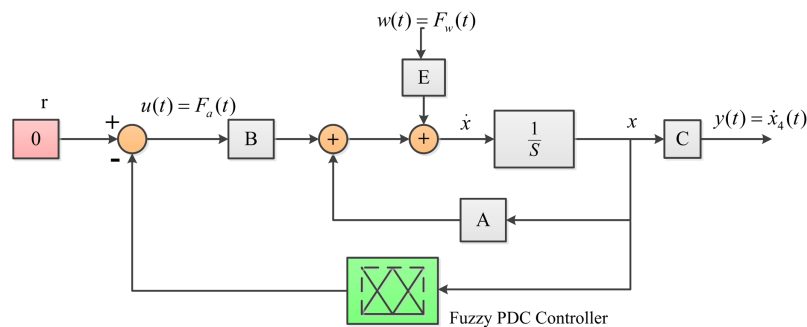 w(t) = F_w(t)
E
r
u(t) = F_a(t)
+
-
0
B
+
+
ẋ
1/S
x
C
y(t) = ẋ_4(t)
A
Fuzzy PDC Controller